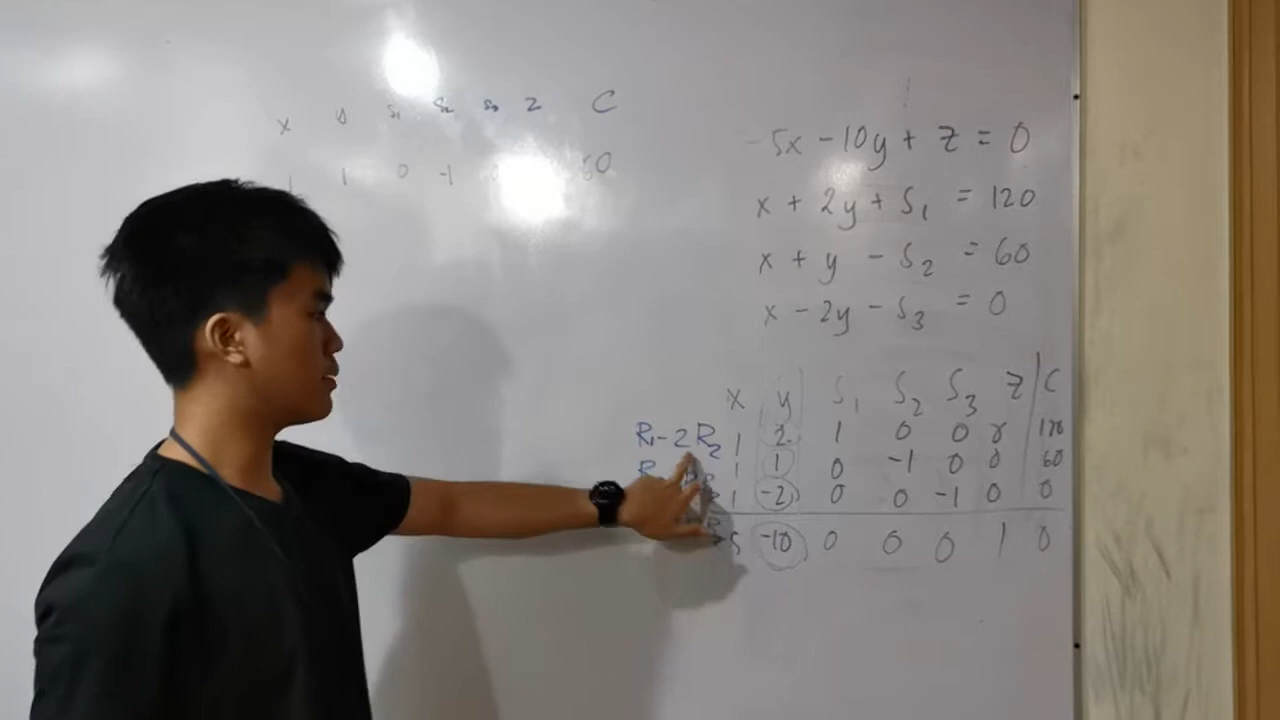 x y S₁ S₂ S₃ Z C
1 1 0 -1 60
-5x - 10y + Z = 0
x + 2y + S₁ = 120
x + y - S₂ = 60
x - 2y - S₃ = 0
x y S₁ S₂ S₃ Z C
R₁-2R₂ 1 2 1 0 0 0 120
R 1 1 0 -1 0 0 60
1 -2 0 0 -1 0 0
-10 0 0 0 1 0